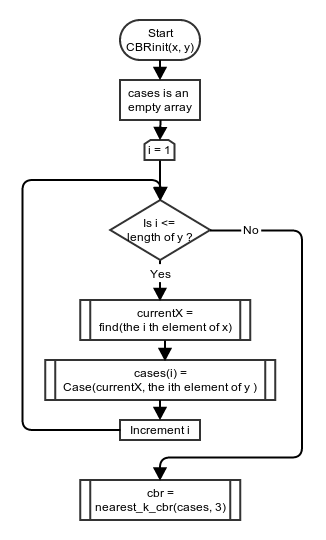 Start
CBRinit(x, y)
cases is an
empty array
i = 1
Is i <=
length of y ?
No
Yes
currentX =
find(the i th element of x)
cases(i) =
Case(currentX, the ith element of y )
Increment i
cbr =
nearest_k_cbr(cases, 3)